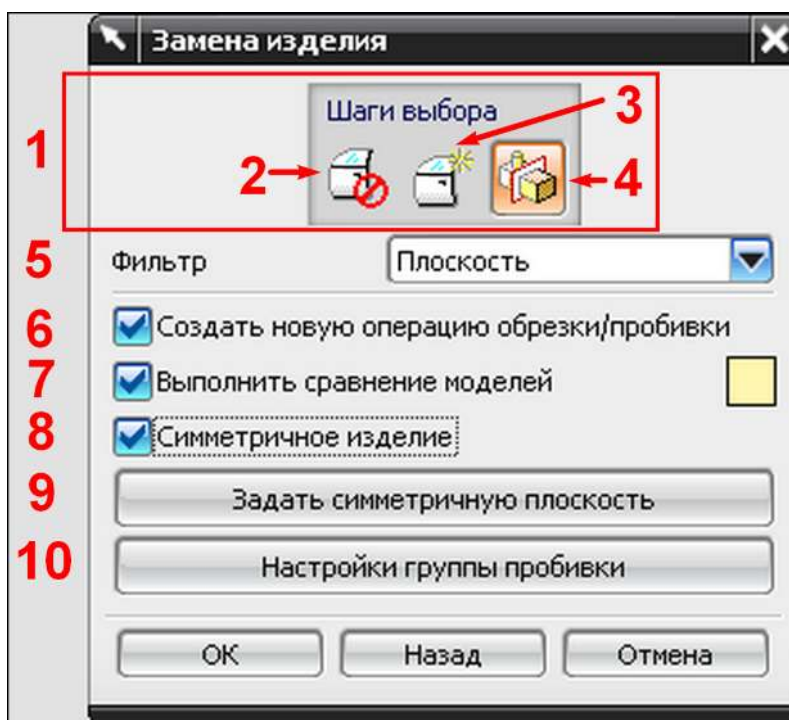 Замена изделия
Шаги выбора
3
1
2
4
5
Фильтр
Плоскость
6
Создать новую операцию обрезки/пробивки
7
Выполнить сравнение моделей
8
Симметричное изделие
9
Задать симметричную плоскость
10
Настройки группы пробивки
ОК
Назад
Отмена